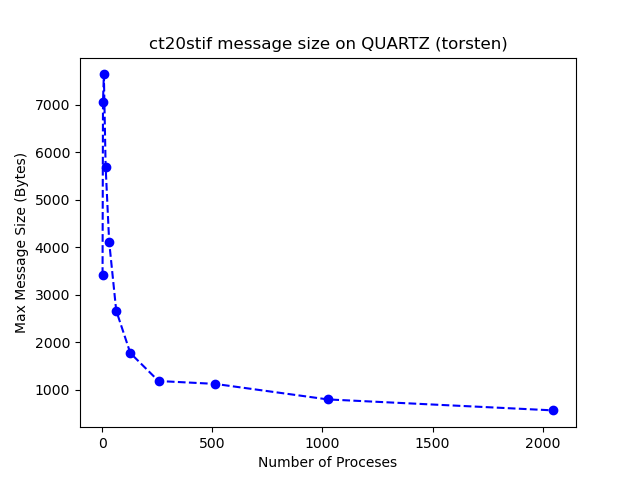 ct20stif message size on QUARTZ (torsten)
7000
6000
5000
4000
3000
2000
1000
Max Message Size (Bytes)
0 500 1000 1500 2000
Number of Proceses